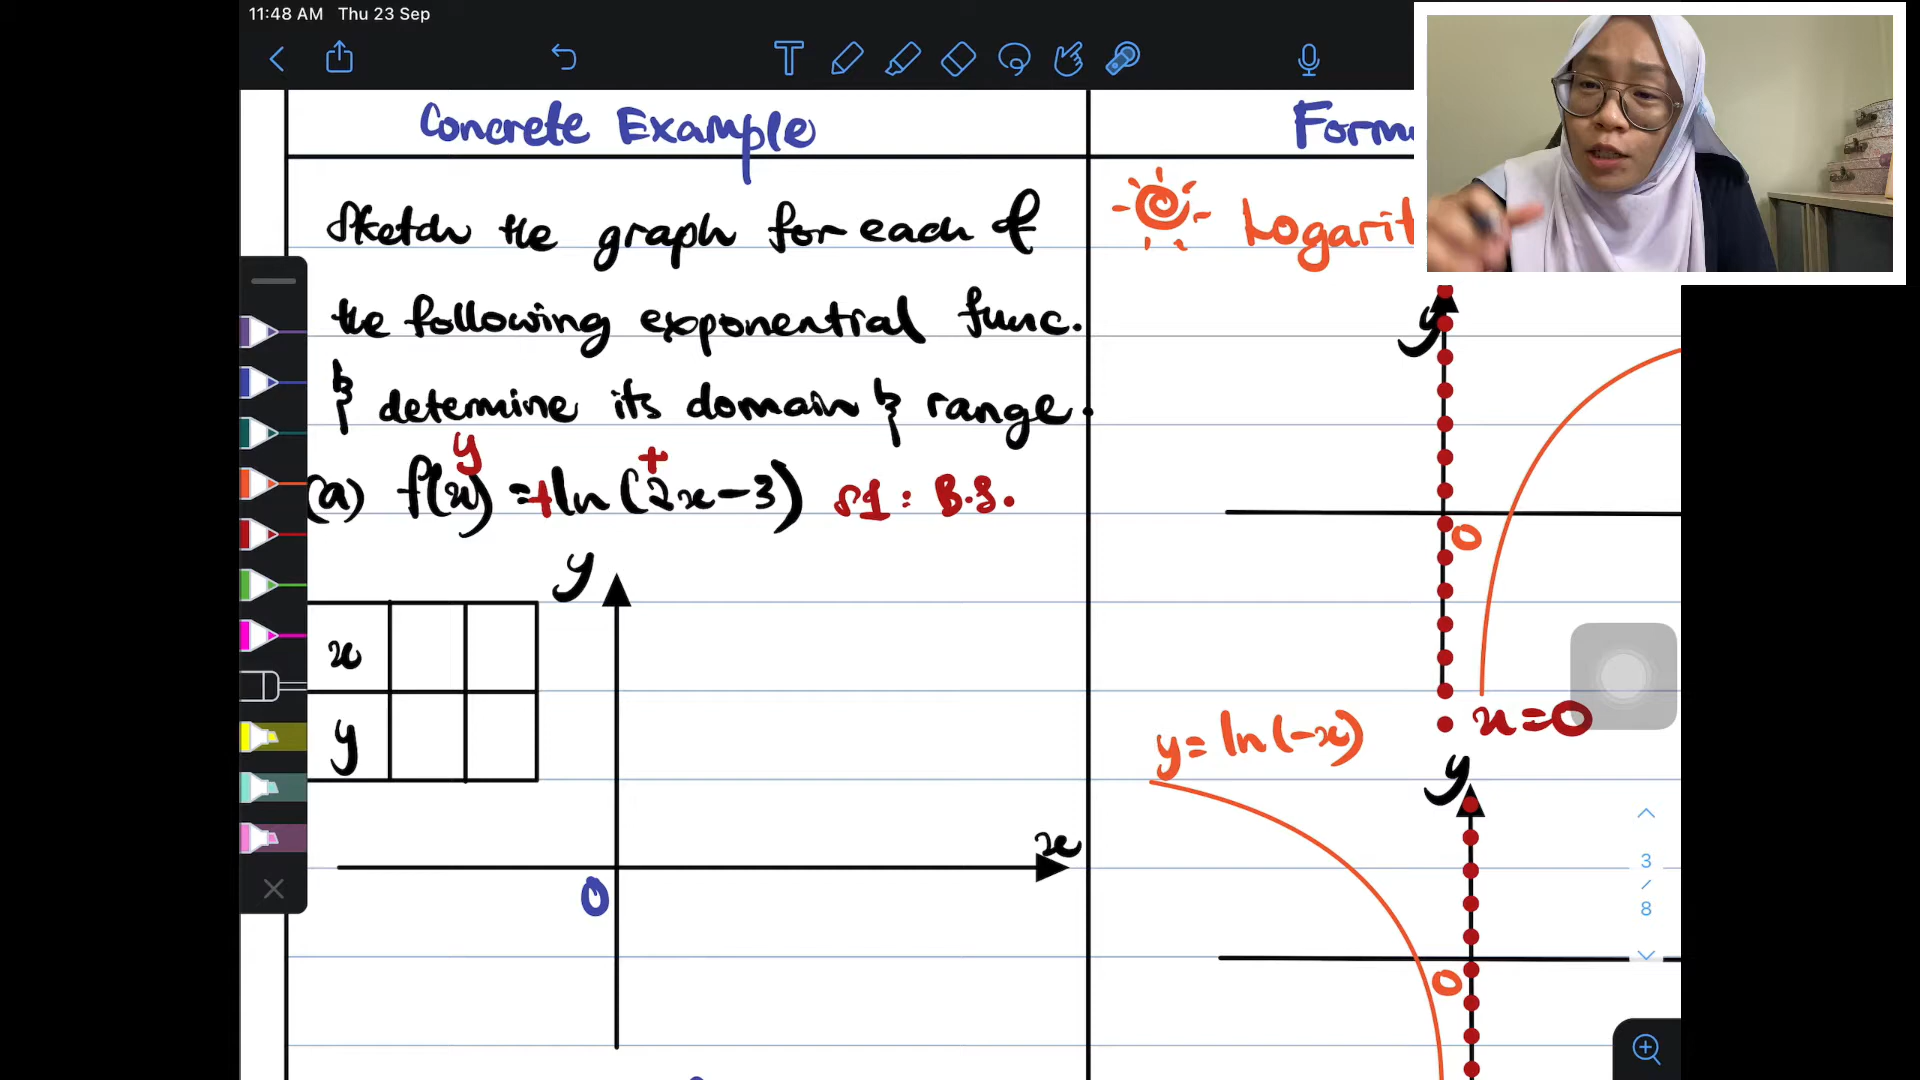 11:48 AM Thu 23 Sep
Concrete Example
Sketch the graph for each of
the following exponential func.
& determine its domain & range.
y +
(a) f(x) = + ln (2x - 3) S1 : B.S.
y
x
y
x
0
Form
Logarit
y
0
x=0
y= ln(-x)
y
0
3
/
8